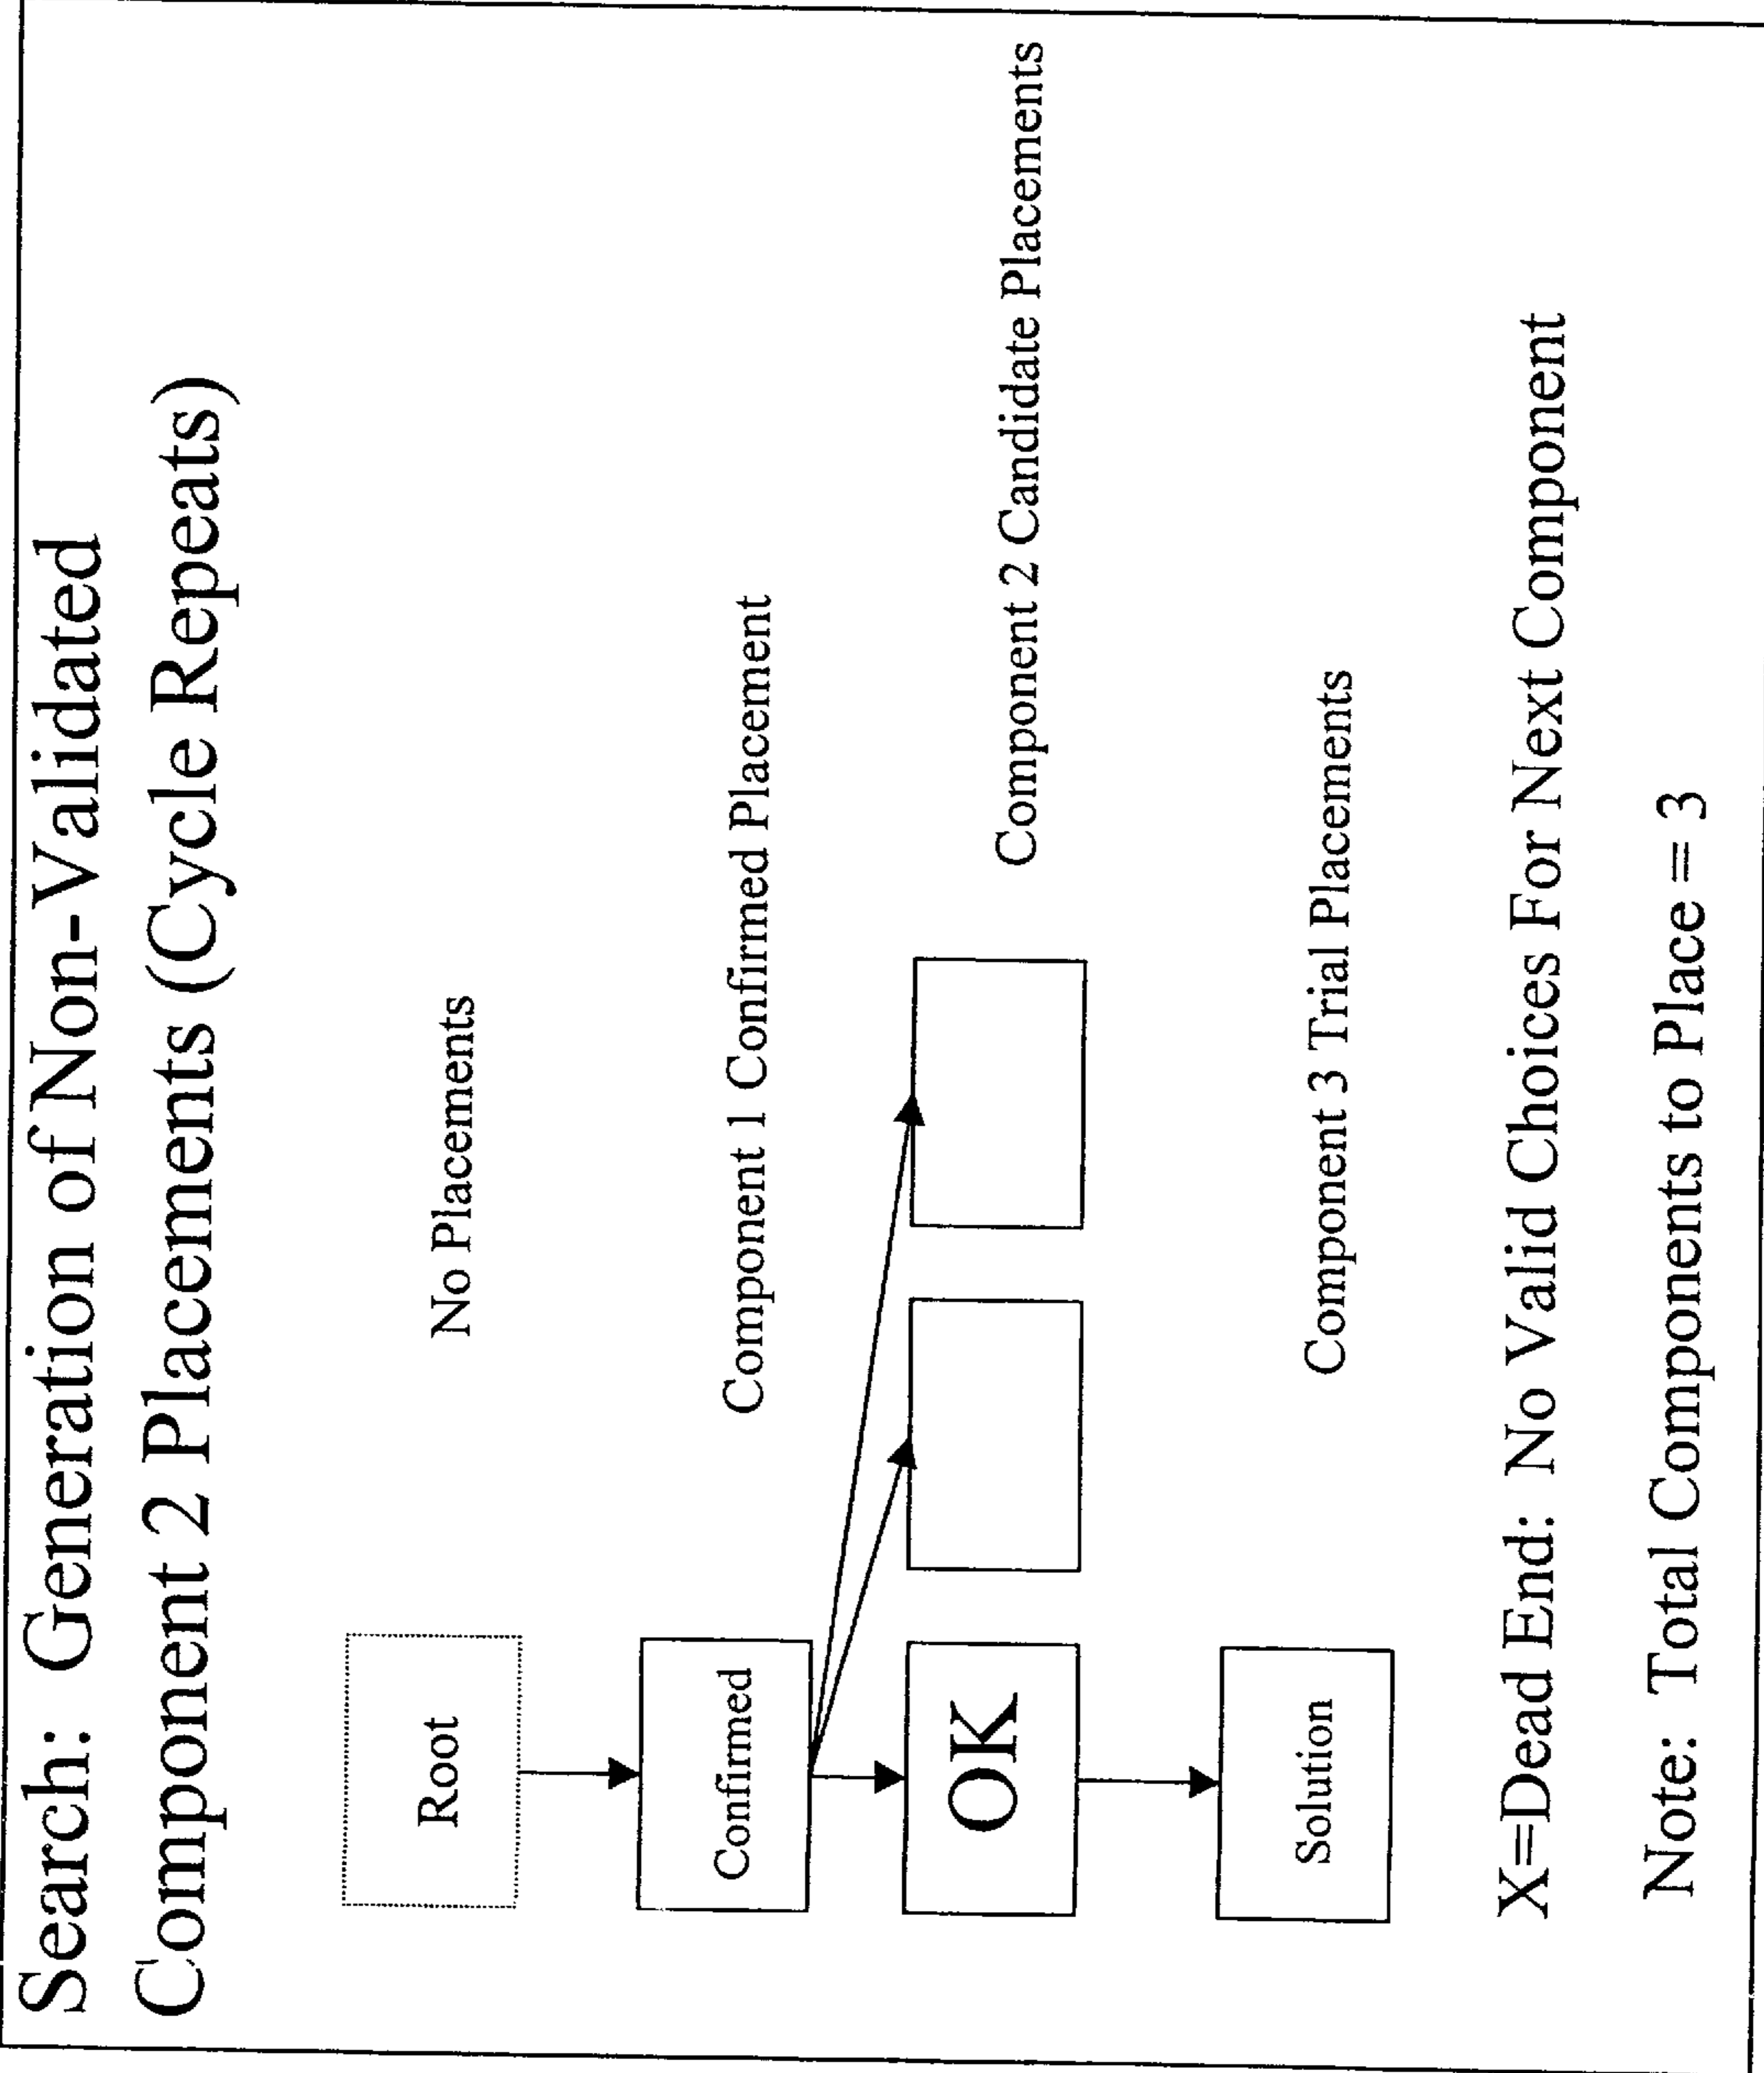 Search: Generation of Non-Validated
Component 2 Placements (Cycle Repeats)
Root
No Placements
Confirmed
Component 1 Confirmed Placement
OK
Component 2 Candidate Placements
Solution
Component 3 Trial Placements
X=Dead End: No Valid Choices For Next Component
Note: Total Components to Place = 3